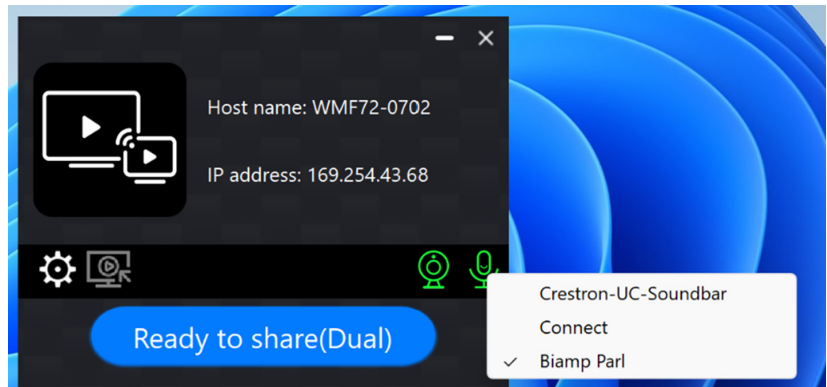 Host name: WMF72-0702
IP address: 169.254.43.68
Ready to share(Dual)
Crestron-UC-Soundbar
Connect
Biamp Parl